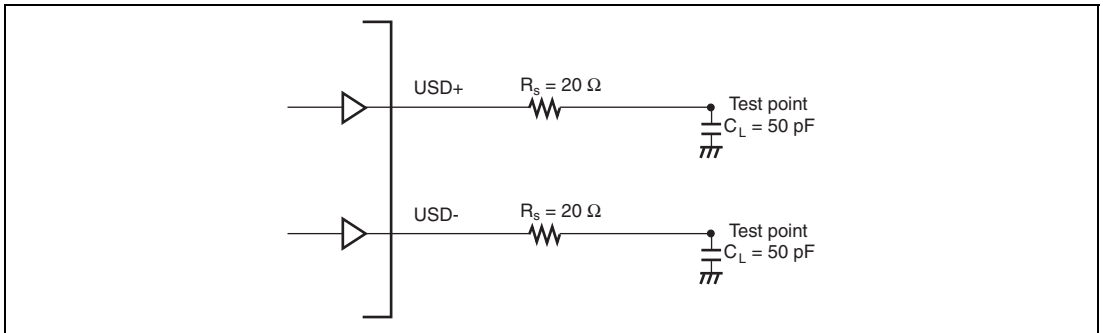 USD+
R_s = 20 Ω
Test point
C_L = 50 pF
USD-
R_s = 20 Ω
Test point
C_L = 50 pF